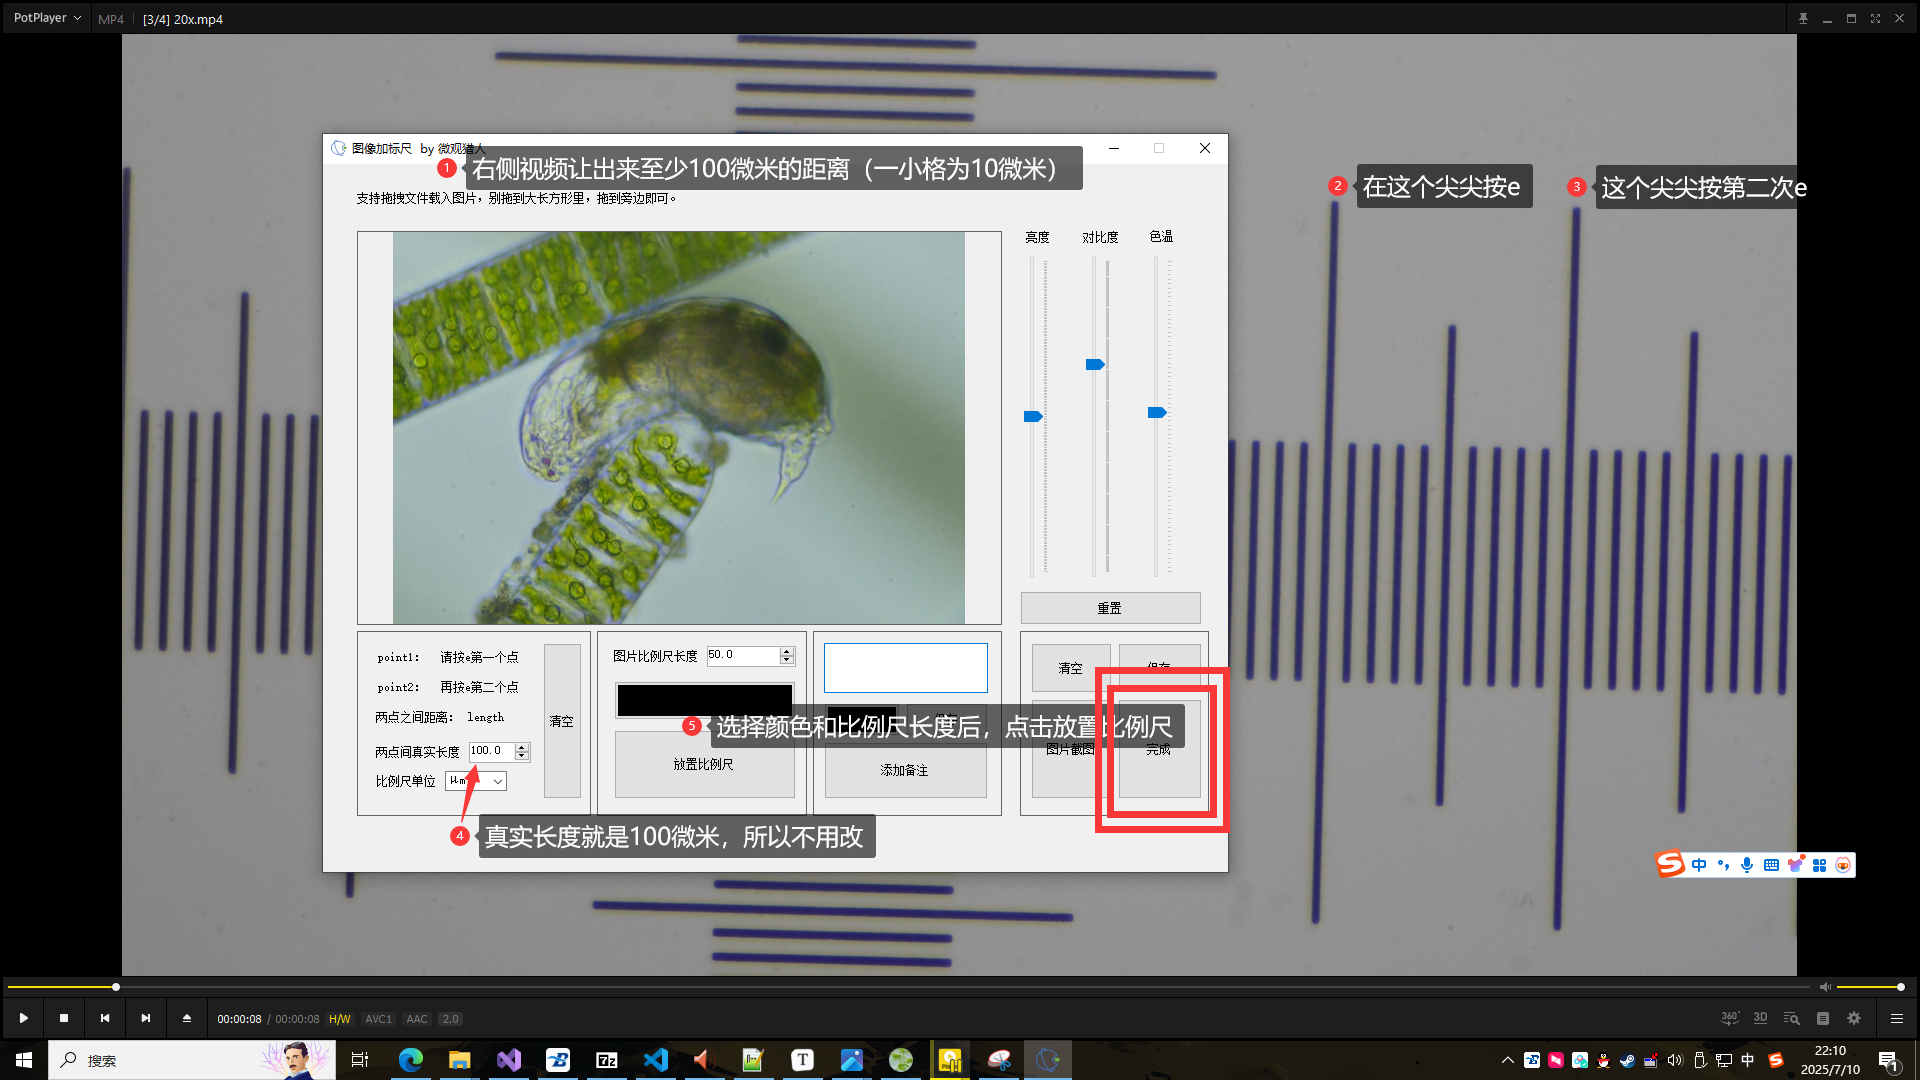 PotPlayer
MP4
[3/4] 20x.mp4
图像加标尺 by 微观猎人
1
右侧视频让出来至少100微米的距离（一小格为10微米）
支持拖拽文件载入图片，别拖到大长方形里，拖到旁边即可。
2
在这个尖尖按e
3
这个尖尖按第二次e
亮度
对比度
色温
重置
point1:
请按e第一个点
point2:
再按e第二个点
两点之间距离:
length
两点间真实长度
100.0
比例尺单位
μm
清空
图片比例尺长度
50.0
放置比例尺
添加备注
清空
保存
图片截图
完成
5
选择颜色和比例尺长度后，点击放置比例尺
4
真实长度就是100微米，所以不用改
中
00:00:08 / 00:00:08
H/W
AVC1
AAC
2.0
360°
3D
搜索
7z
T
中
22:10
2025/7/10
1